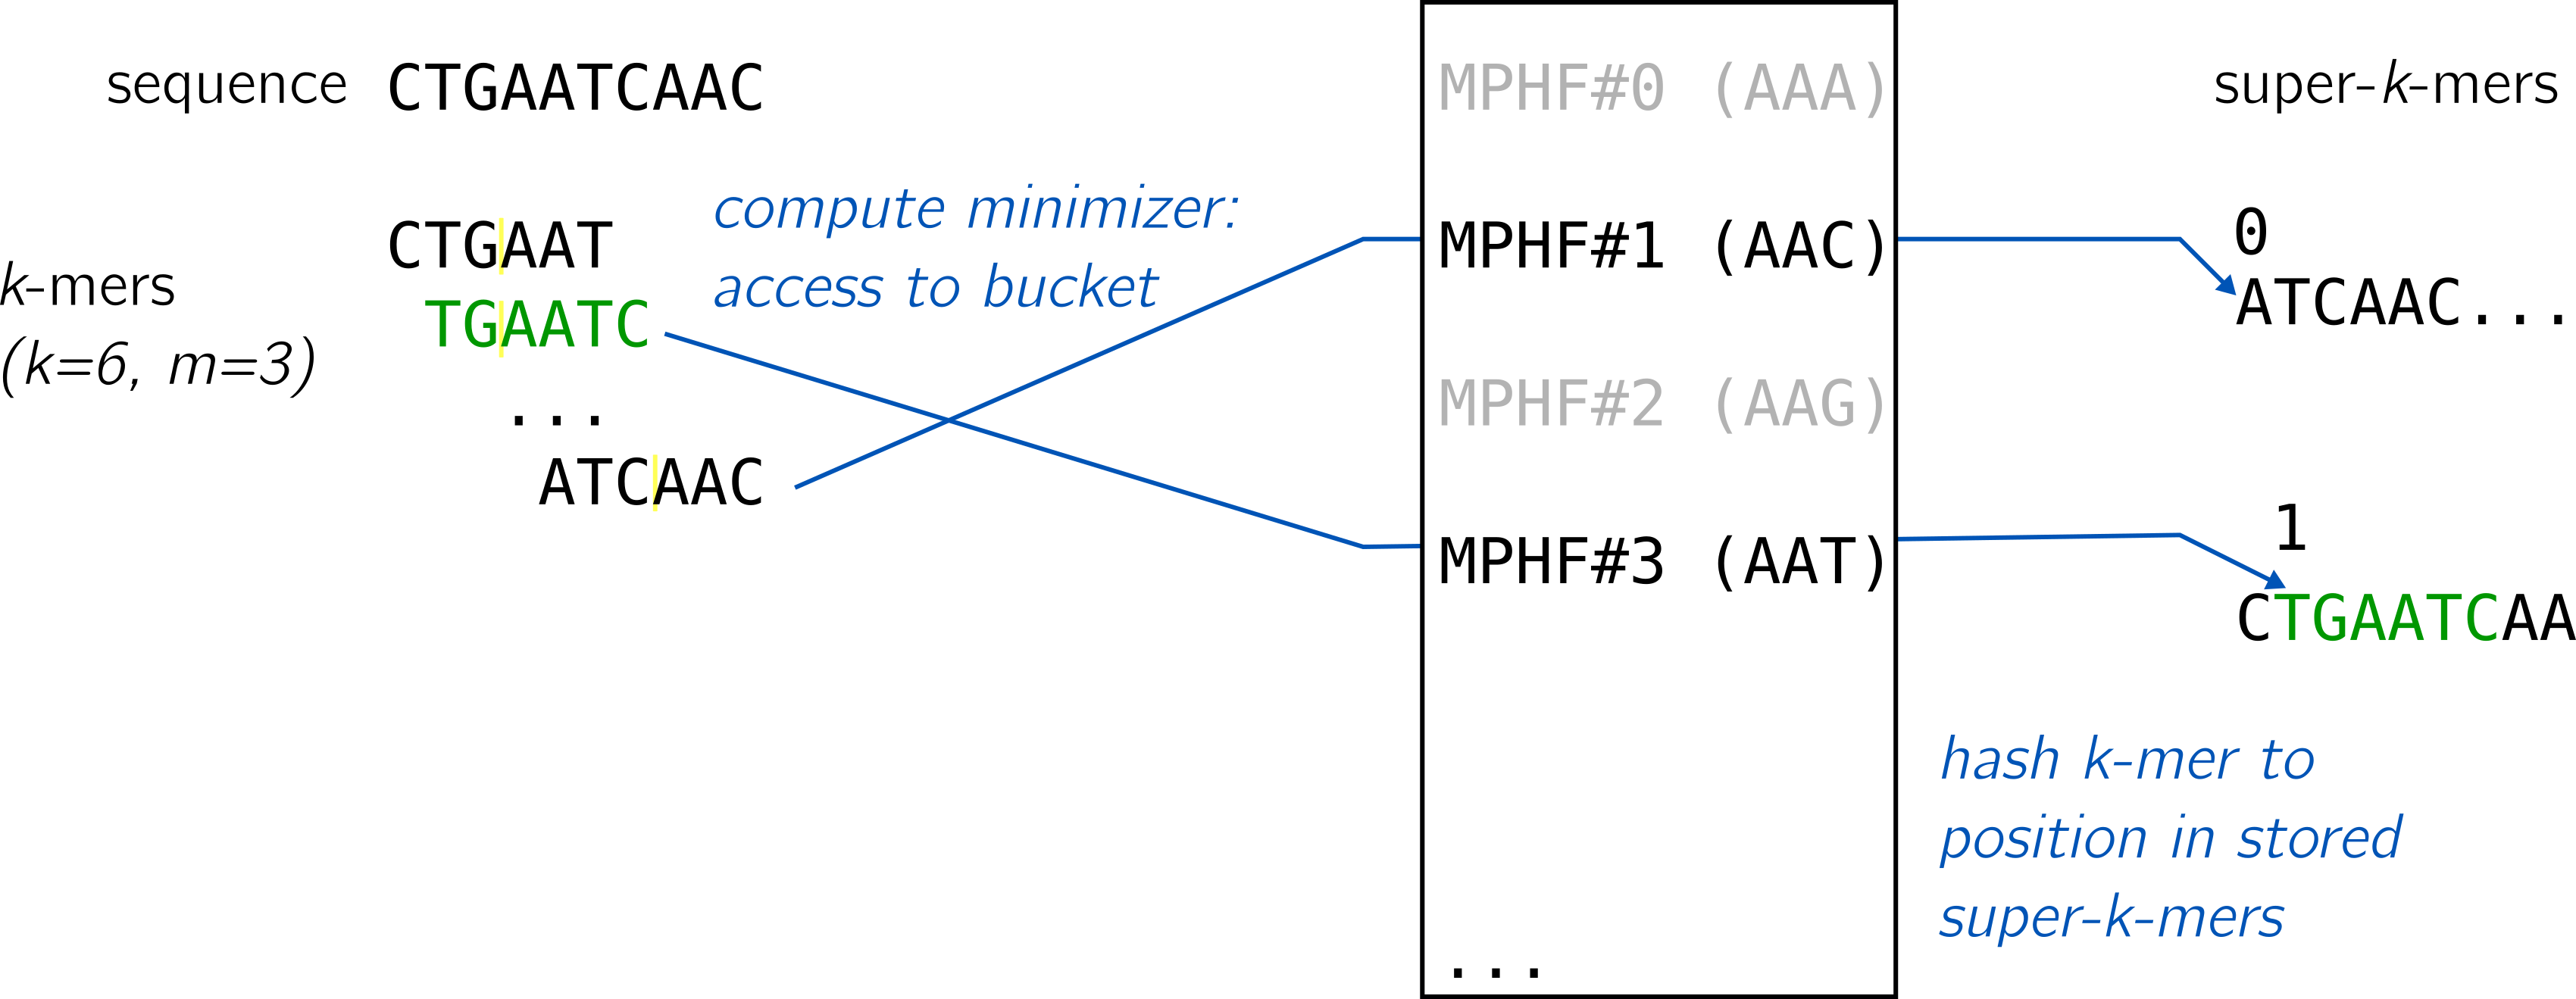 sequence CTGAATCAAC
k-mers
(k=6, m=3)
CTGAAT
TGAATC
...
ATCAAC
compute minimizer:
access to bucket
MPHF#0 (AAA)
MPHF#1 (AAC)
MPHF#2 (AAG)
MPHF#3 (AAT)
...
super-k-mers
0
ATCAAC...
1
CTGAATCAA
hash k-mer to
position in stored
super-k-mers